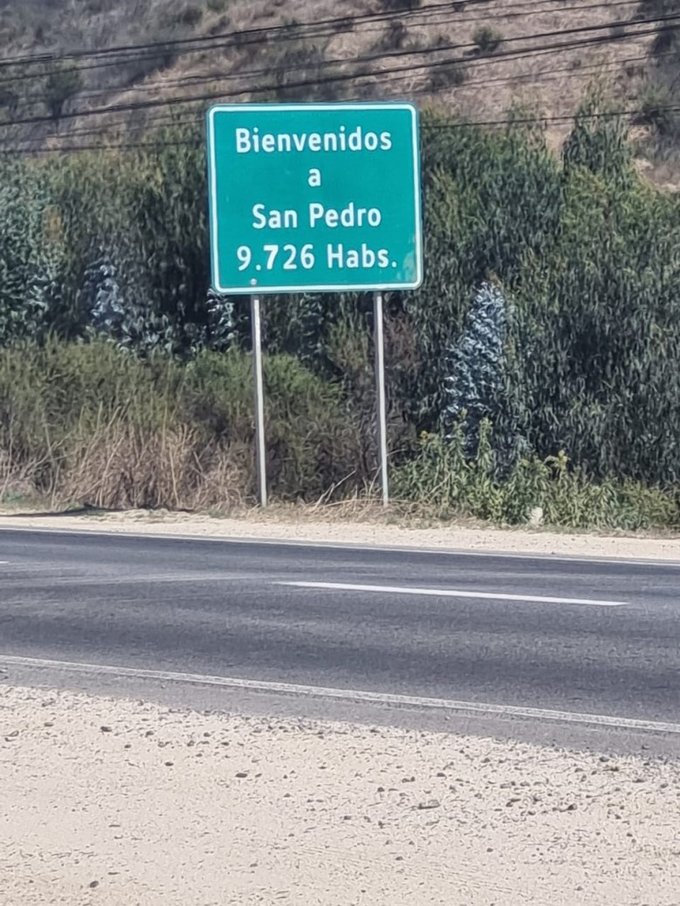 Bienvenidos
a
San Pedro
9.726 Habs.